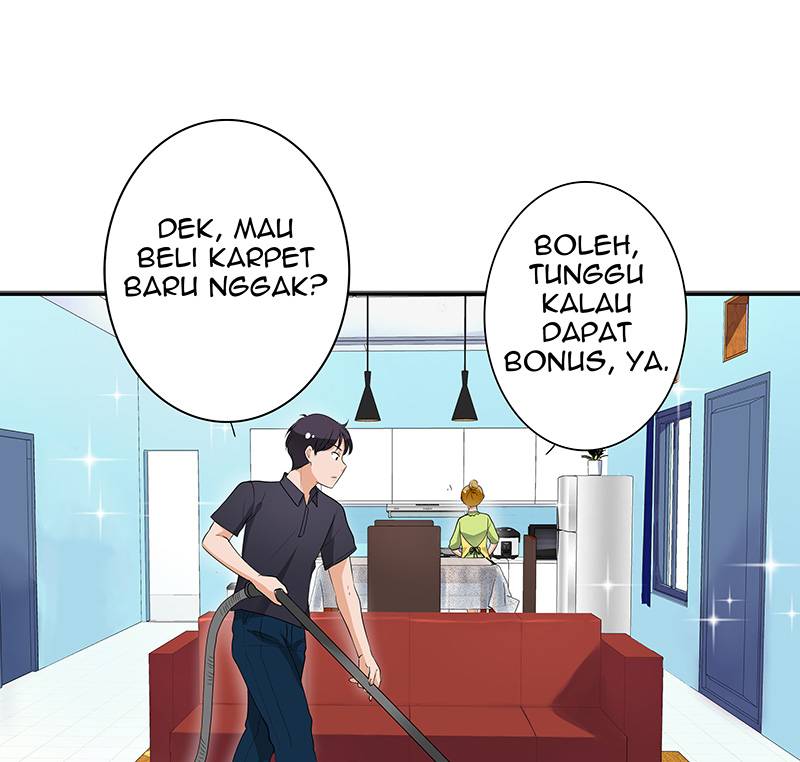 DEK, MAU
BELI KARPET
BARU NGGAK?
BOLEH,
TUNGGU
KALAU
DAPAT
BONUS, YA.